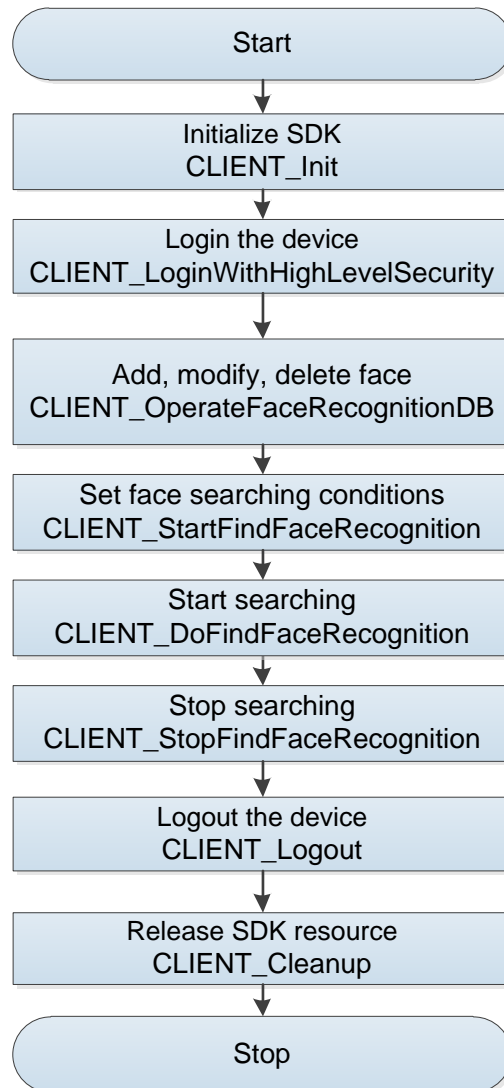 Start
Initialize SDK
CLIENT_Init
Login the device
CLIENT_LoginWithHighLevelSecurity
Add, modify, delete face
CLIENT_OperateFaceRecognitionDB
Set face searching conditions
CLIENT_StartFindFaceRecognition
Start searching
CLIENT_DoFindFaceRecognition
Stop searching
CLIENT_StopFindFaceRecognition
Logout the device
CLIENT_Logout
Release SDK resource
CLIENT_Cleanup
Stop